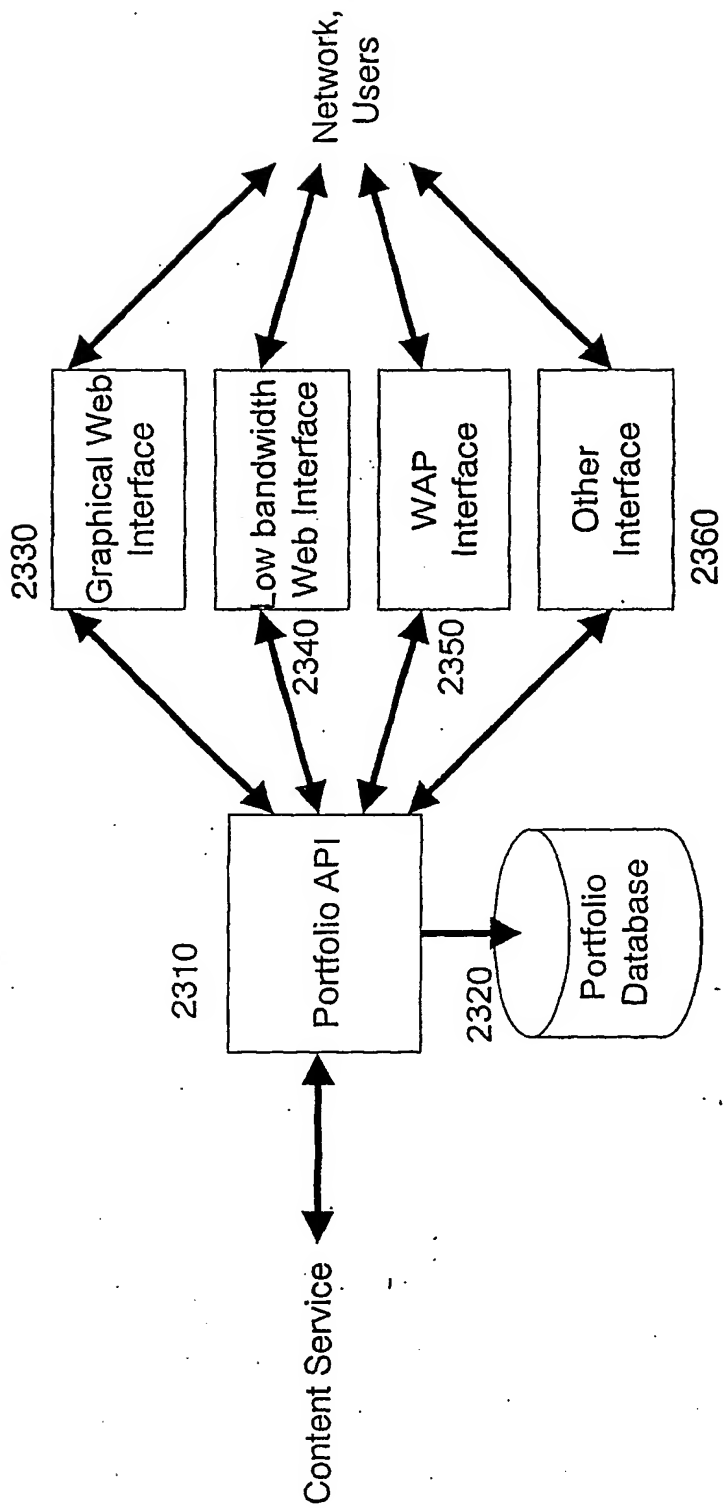 Content Service
2310
Portfolio API
2320
Portfolio
Database
2330
Graphical Web
Interface
Low bandwidth
Web Interface
2340
WAP
Interface
2350
Other
Interface
2360
Network,
Users